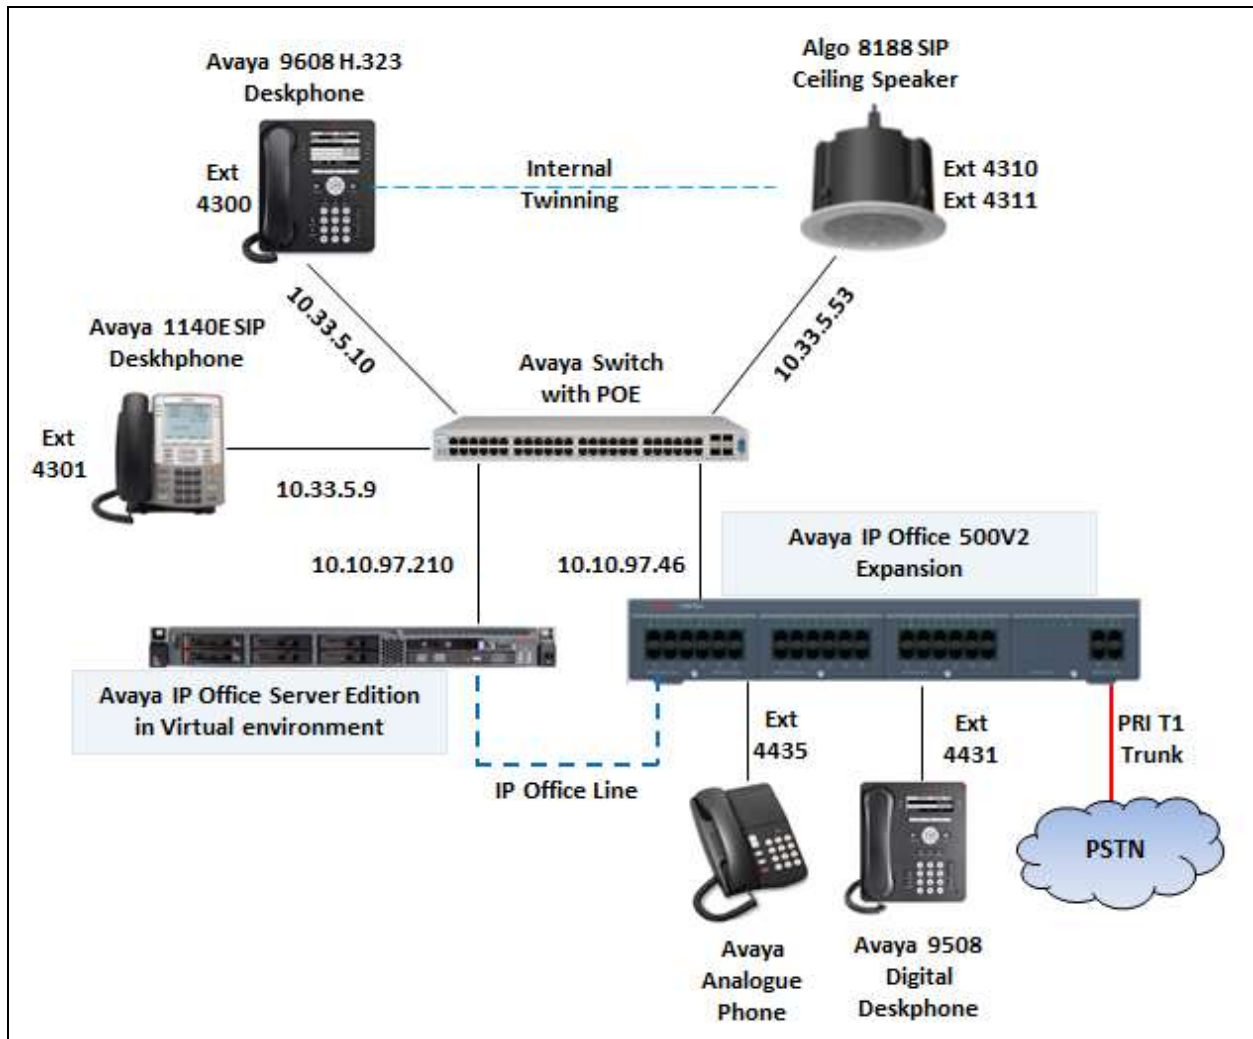 Avaya 9608 H.323
Deskphone
Algo 8188 SIP
Ceiling Speaker
Ext
4300
Internal
Twinning
Ext 4310
Ext 4311
10.33.5.10
10.33.5.53
Avaya 1140E SIP
Deskhphone
Avaya Switch
with POE
Ext
4301
10.33.5.9
10.10.97.210
10.10.97.46
Avaya IP Office 500V2
Expansion
Avaya IP Office Server Edition
in Virtual environment
IP Office Line
Ext
4435
Ext
4431
PRI T1
Trunk
PSTN
Avaya
Analogue
Phone
Avaya 9508
Digital
Deskphone